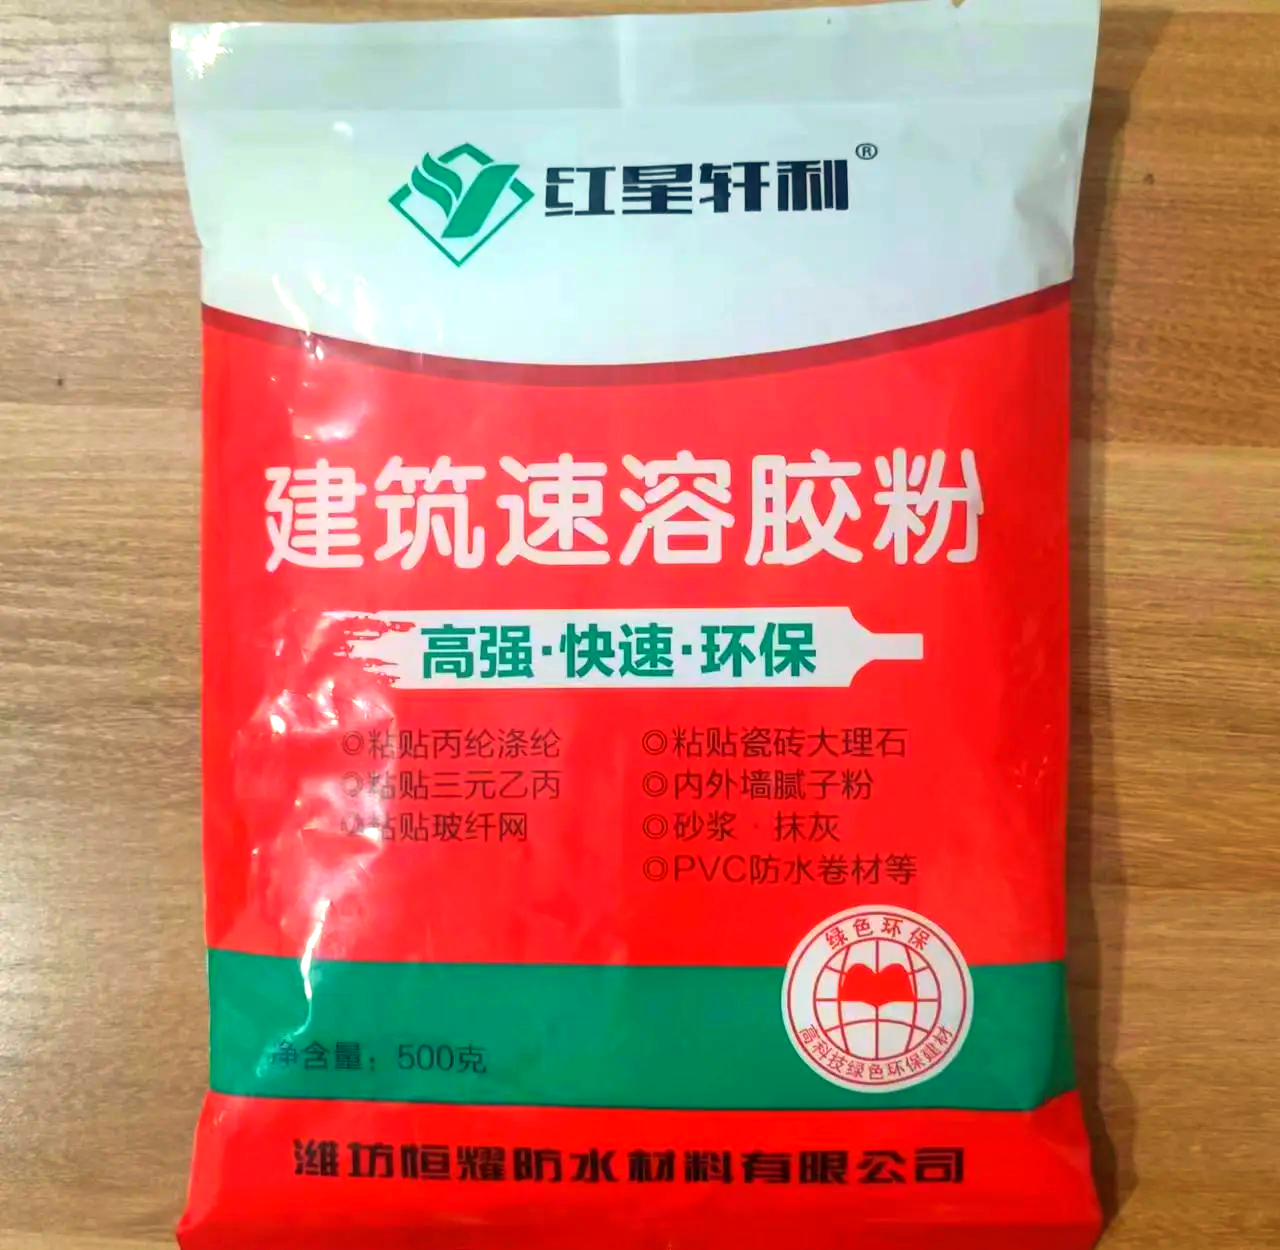 红星轩利®
建筑速溶胶粉
高强·快速·环保
◎粘贴丙纶涤纶
◎粘贴三元乙丙
◎粘贴玻纤网
◎粘贴瓷砖大理石
◎内外墙腻子粉
◎砂浆·抹灰
◎PVC防水卷材等
绿色环保
高科技绿色环保建材
净含量：500克
潍坊恒耀防水材料有限公司